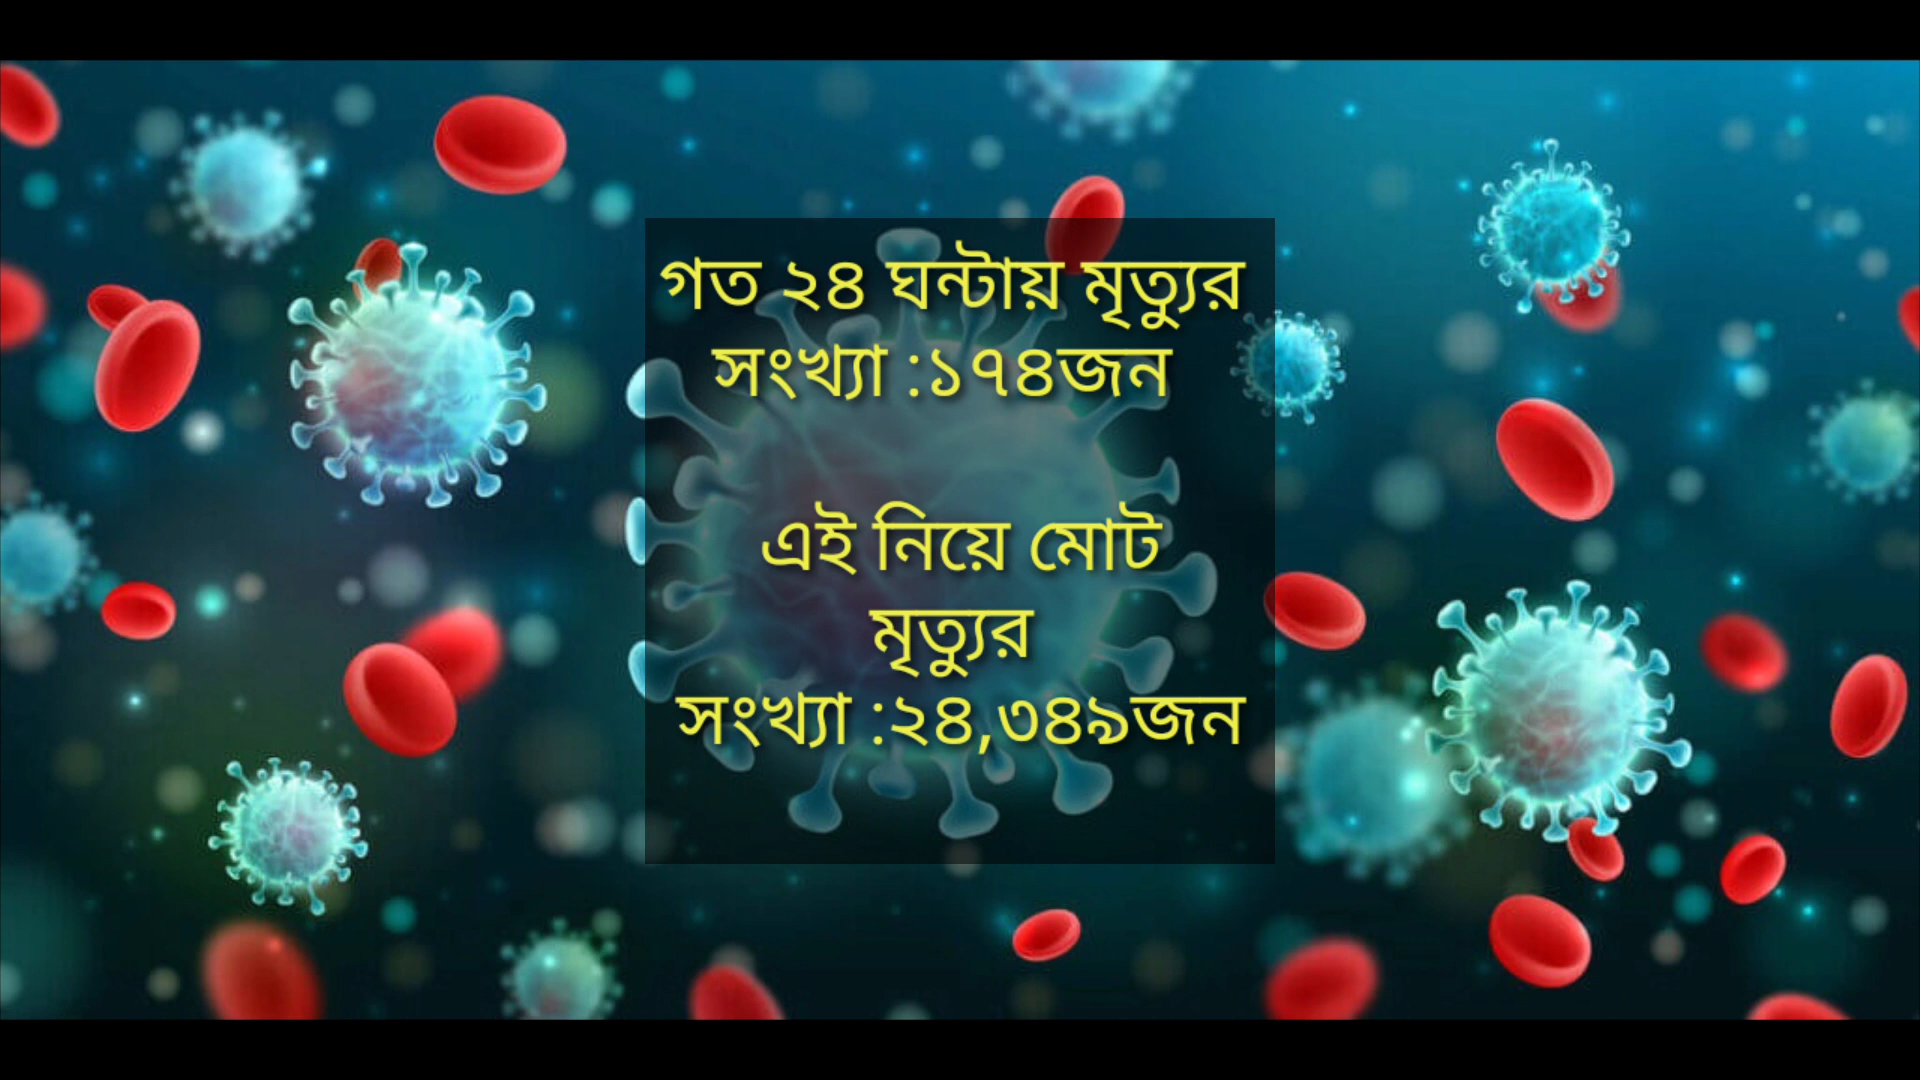 গত ২৪ ঘন্টায় মৃত্যুর
সংখ্যা :১৭৪জন
এই নিয়ে মোট
মৃত্যুর
সংখ্যা :২৪,৩৪৯জন